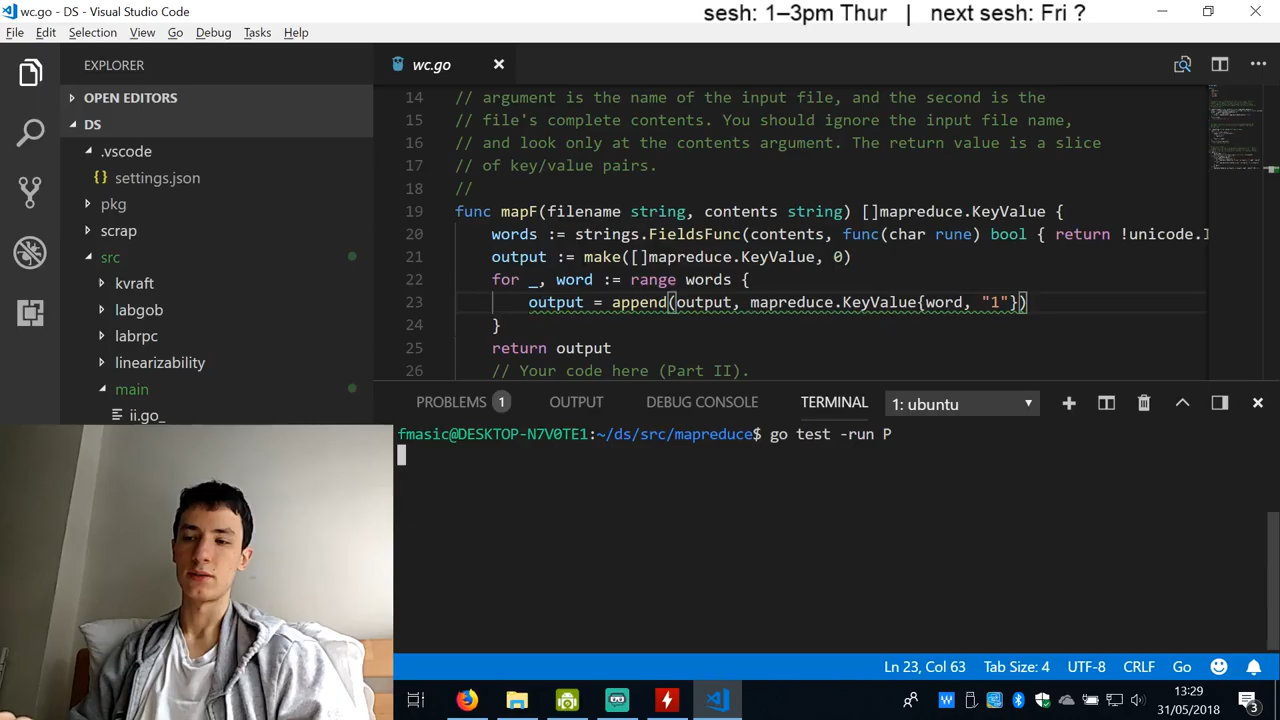 wc.go - DS - Visual Studio Code
sesh: 1–3pm Thur | next sesh: Fri ?
File Edit Selection View Go Debug Tasks Help
EXPLORER
wc.go
OPEN EDITORS
DS
.vscode
{} settings.json
pkg
scrap
src
kvraft
labgob
labrpc
linearizability
main
ii.go_
14 // argument is the name of the input file, and the second is the
15 // file's complete contents. You should ignore the input file name,
16 // and look only at the contents argument. The return value is a slice
17 // of key/value pairs.
18 //
19 func mapF(filename string, contents string) []mapreduce.KeyValue {
20 words := strings.FieldsFunc(contents, func(char rune) bool { return !unicode.
21 output := make([]mapreduce.KeyValue, 0)
22 for _, word := range words {
23 output = append(output, mapreduce.KeyValue{word, "1"})
24 }
25 return output
26 // Your code here (Part II).
PROBLEMS 1 OUTPUT DEBUG CONSOLE TERMINAL 1: ubuntu
fmasic@DESKTOP-N7V0TE1:~/ds/src/mapreduce$ go test -run P
Ln 23, Col 63 Tab Size: 4 UTF-8 CRLF Go
13:29
31/05/2018
3